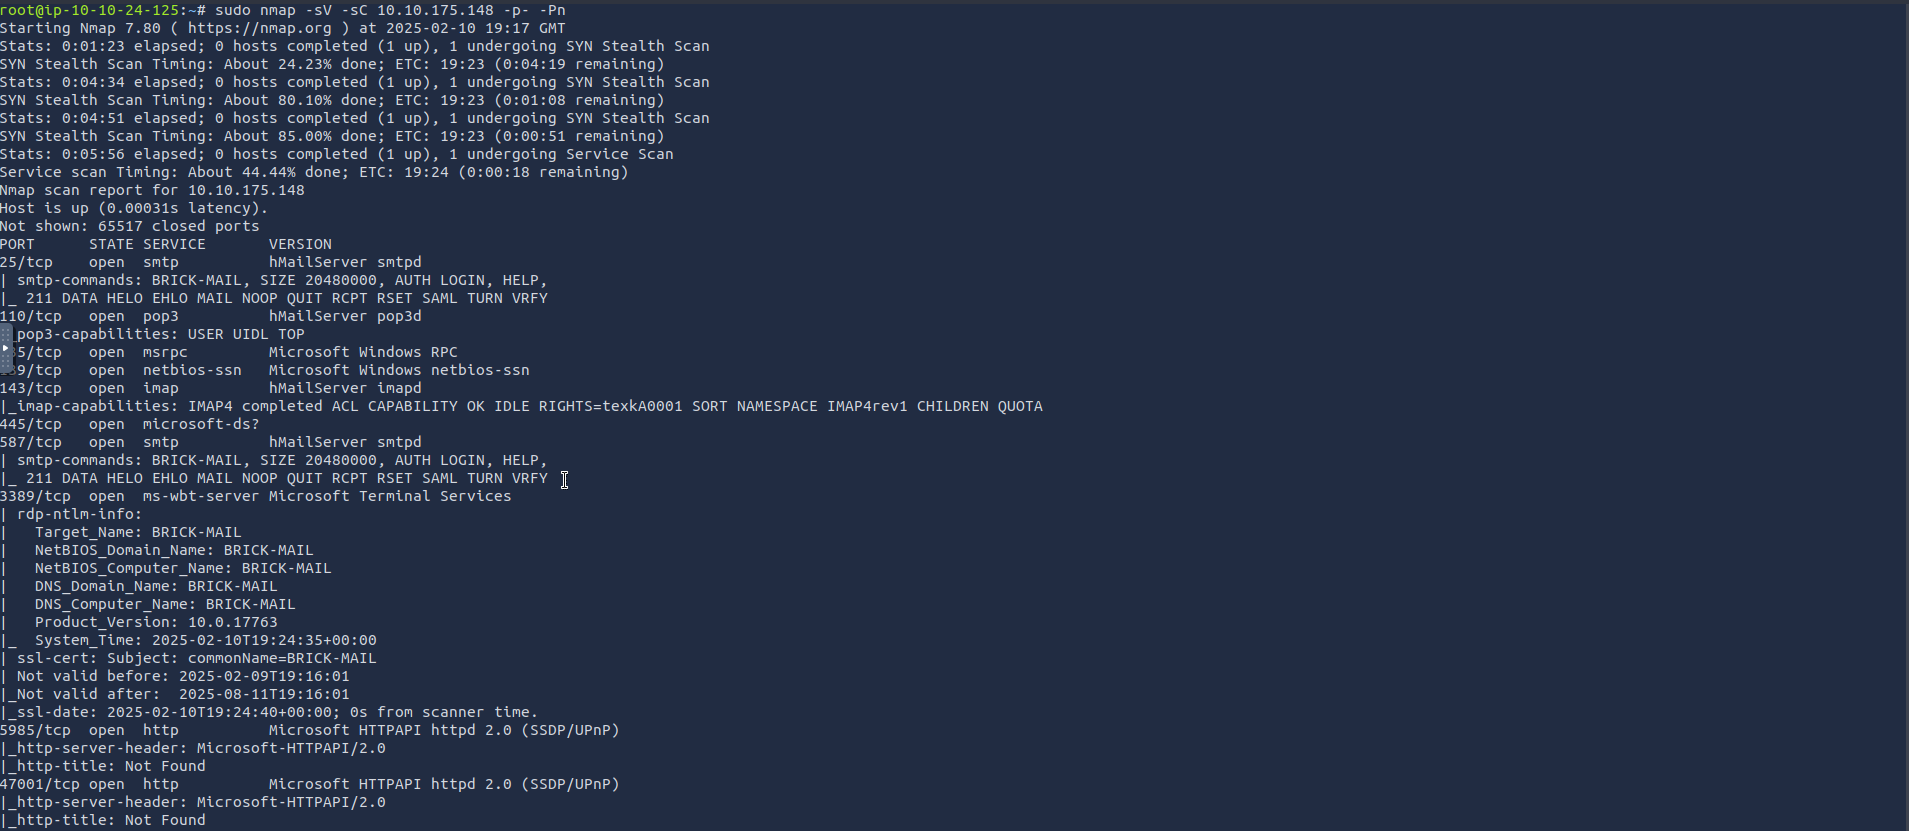 root@ip-10-10-24-125:~# sudo nmap -sV -sC 10.10.175.148 -p- -Pn
Starting Nmap 7.80 ( https://nmap.org ) at 2025-02-10 19:17 GMT
Stats: 0:01:23 elapsed; 0 hosts completed (1 up), 1 undergoing SYN Stealth Scan
SYN Stealth Scan Timing: About 24.23% done; ETC: 19:23 (0:04:19 remaining)
Stats: 0:04:34 elapsed; 0 hosts completed (1 up), 1 undergoing SYN Stealth Scan
SYN Stealth Scan Timing: About 80.10% done; ETC: 19:23 (0:01:08 remaining)
Stats: 0:04:51 elapsed; 0 hosts completed (1 up), 1 undergoing SYN Stealth Scan
SYN Stealth Scan Timing: About 85.00% done; ETC: 19:23 (0:00:51 remaining)
Stats: 0:05:56 elapsed; 0 hosts completed (1 up), 1 undergoing Service Scan
Service scan Timing: About 44.44% done; ETC: 19:24 (0:00:18 remaining)
Nmap scan report for 10.10.175.148
Host is up (0.00031s latency).
Not shown: 65517 closed ports
PORT      STATE SERVICE       VERSION
25/tcp    open  smtp          hMailServer smtpd
| smtp-commands: BRICK-MAIL, SIZE 20480000, AUTH LOGIN, HELP,
|_ 211 DATA HELO EHLO MAIL NOOP QUIT RCPT RSET SAML TURN VRFY
110/tcp   open  pop3          hMailServer pop3d
pop3-capabilities: USER UIDL TOP
5/tcp   open  msrpc         Microsoft Windows RPC
9/tcp   open  netbios-ssn   Microsoft Windows netbios-ssn
143/tcp   open  imap          hMailServer imapd
|_imap-capabilities: IMAP4 completed ACL CAPABILITY OK IDLE RIGHTS=texkA0001 SORT NAMESPACE IMAP4rev1 CHILDREN QUOTA
445/tcp   open  microsoft-ds?
587/tcp   open  smtp          hMailServer smtpd
| smtp-commands: BRICK-MAIL, SIZE 20480000, AUTH LOGIN, HELP,
|_ 211 DATA HELO EHLO MAIL NOOP QUIT RCPT RSET SAML TURN VRFY
3389/tcp  open  ms-wbt-server Microsoft Terminal Services
| rdp-ntlm-info:
|   Target_Name: BRICK-MAIL
|   NetBIOS_Domain_Name: BRICK-MAIL
|   NetBIOS_Computer_Name: BRICK-MAIL
|   DNS_Domain_Name: BRICK-MAIL
|   DNS_Computer_Name: BRICK-MAIL
|   Product_Version: 10.0.17763
|_  System_Time: 2025-02-10T19:24:35+00:00
| ssl-cert: Subject: commonName=BRICK-MAIL
| Not valid before: 2025-02-09T19:16:01
|_Not valid after:  2025-08-11T19:16:01
|_ssl-date: 2025-02-10T19:24:40+00:00; 0s from scanner time.
5985/tcp  open  http          Microsoft HTTPAPI httpd 2.0 (SSDP/UPnP)
|_http-server-header: Microsoft-HTTPAPI/2.0
|_http-title: Not Found
47001/tcp open  http          Microsoft HTTPAPI httpd 2.0 (SSDP/UPnP)
|_http-server-header: Microsoft-HTTPAPI/2.0
|_http-title: Not Found